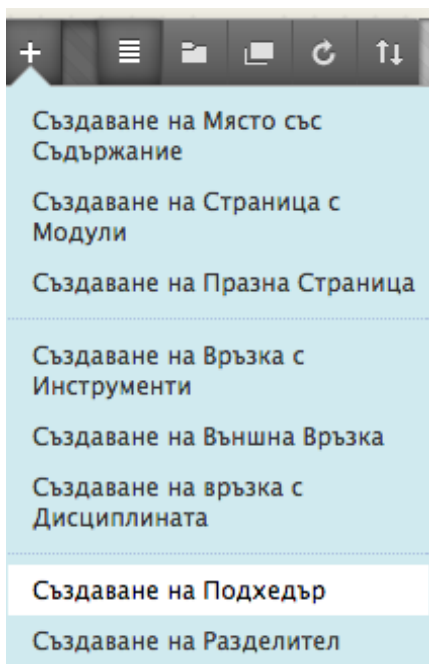 Създаване на Място със
Съдържание
Създаване на Страница с
Модули
Създаване на Празна Страница
Създаване на Връзка с
Инструменти
Създаване на Външна Връзка
Създаване на връзка с
Дисциплината
Създаване на Подхедър
Създаване на Разделител